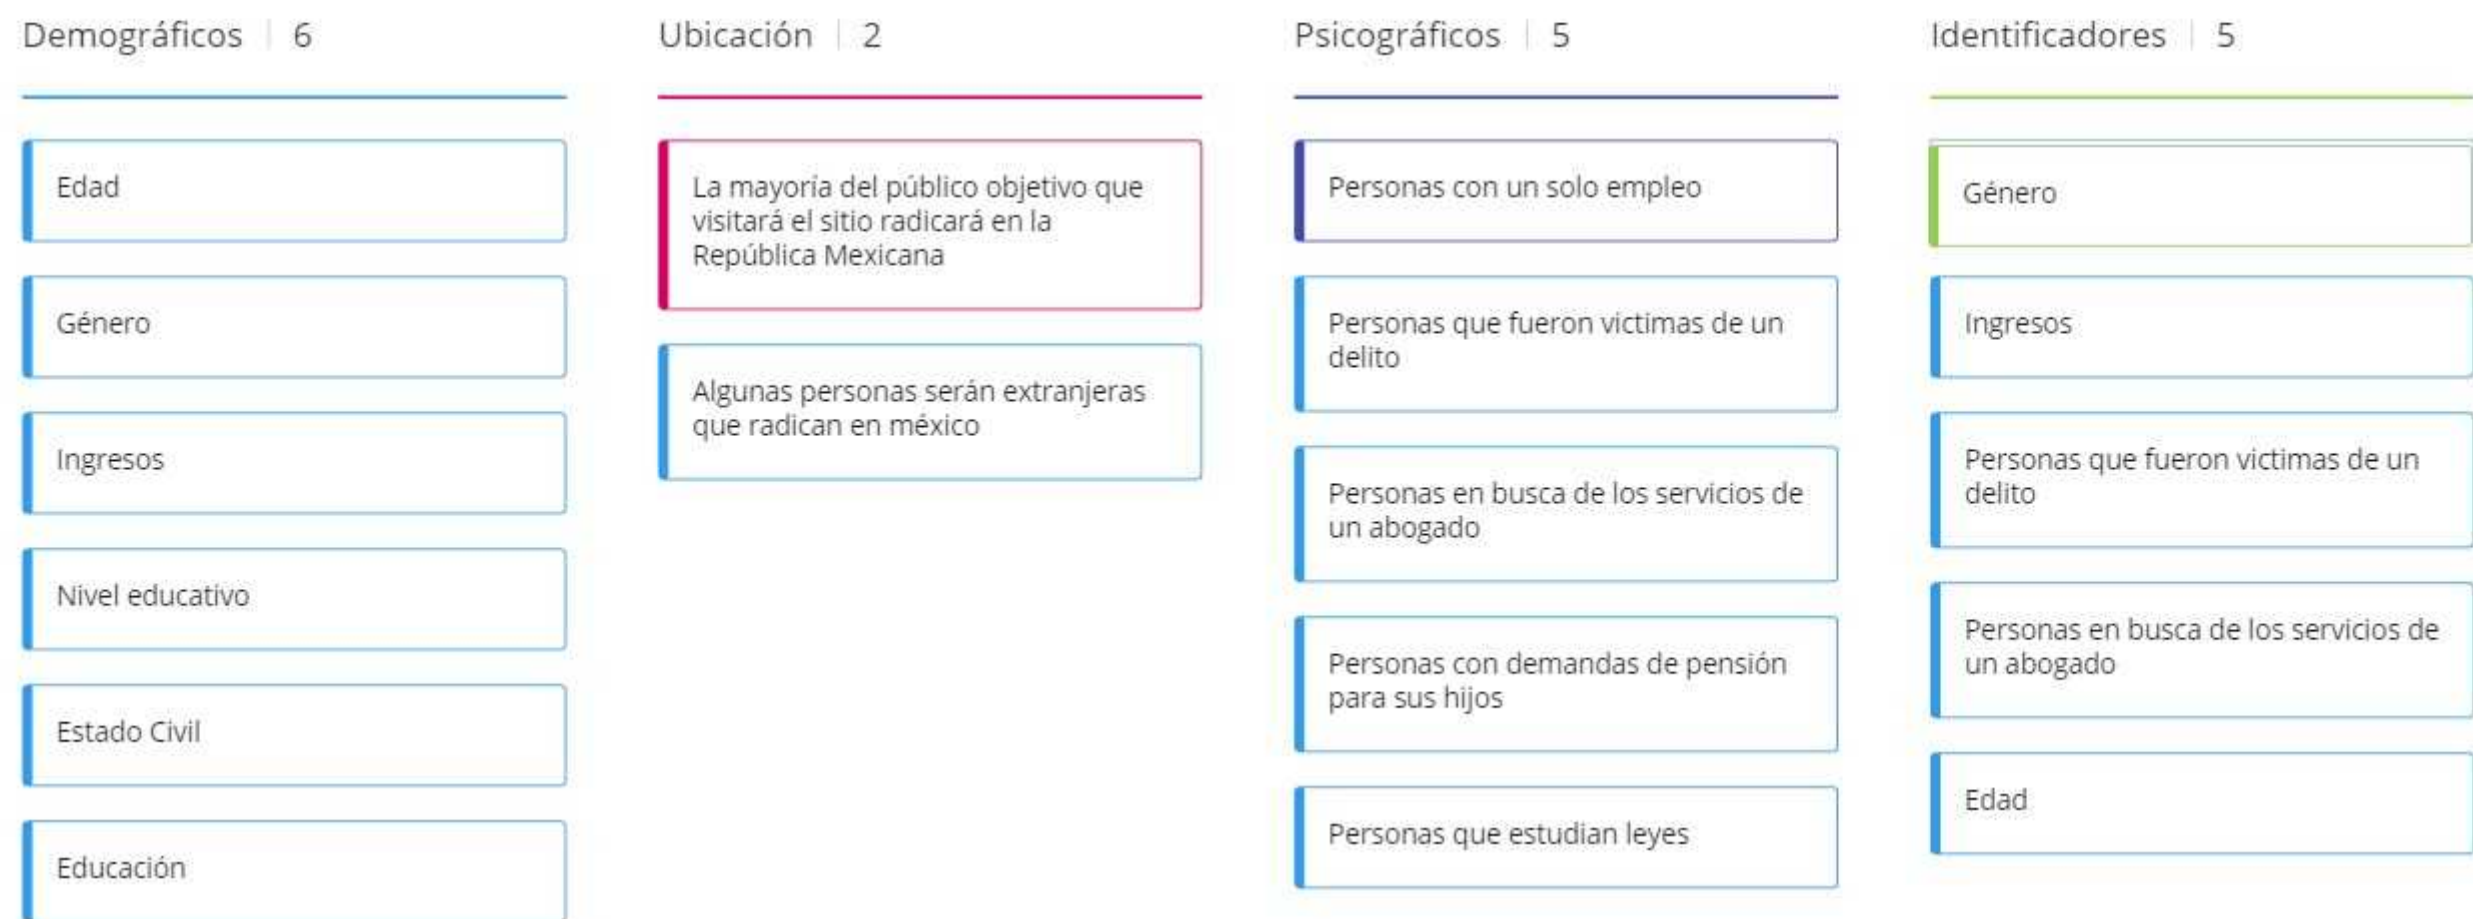 Demográficos | 6
Edad
Género
Ingresos
Nivel educativo
Estado Civil
Educación
Ubicación | 2
La mayoría del público objetivo que
visitará el sitio radicará en la
República Mexicana
Algunas personas serán extranjeras
que radican en méxico
Psicográficos | 5
Personas con un solo empleo
Personas que fueron victimas de un
delito
Personas en busca de los servicios de
un abogado
Personas con demandas de pensión
para sus hijos
Personas que estudian leyes
Identificadores | 5
Género
Ingresos
Personas que fueron victimas de un
delito
Personas en busca de los servicios de
un abogado
Edad